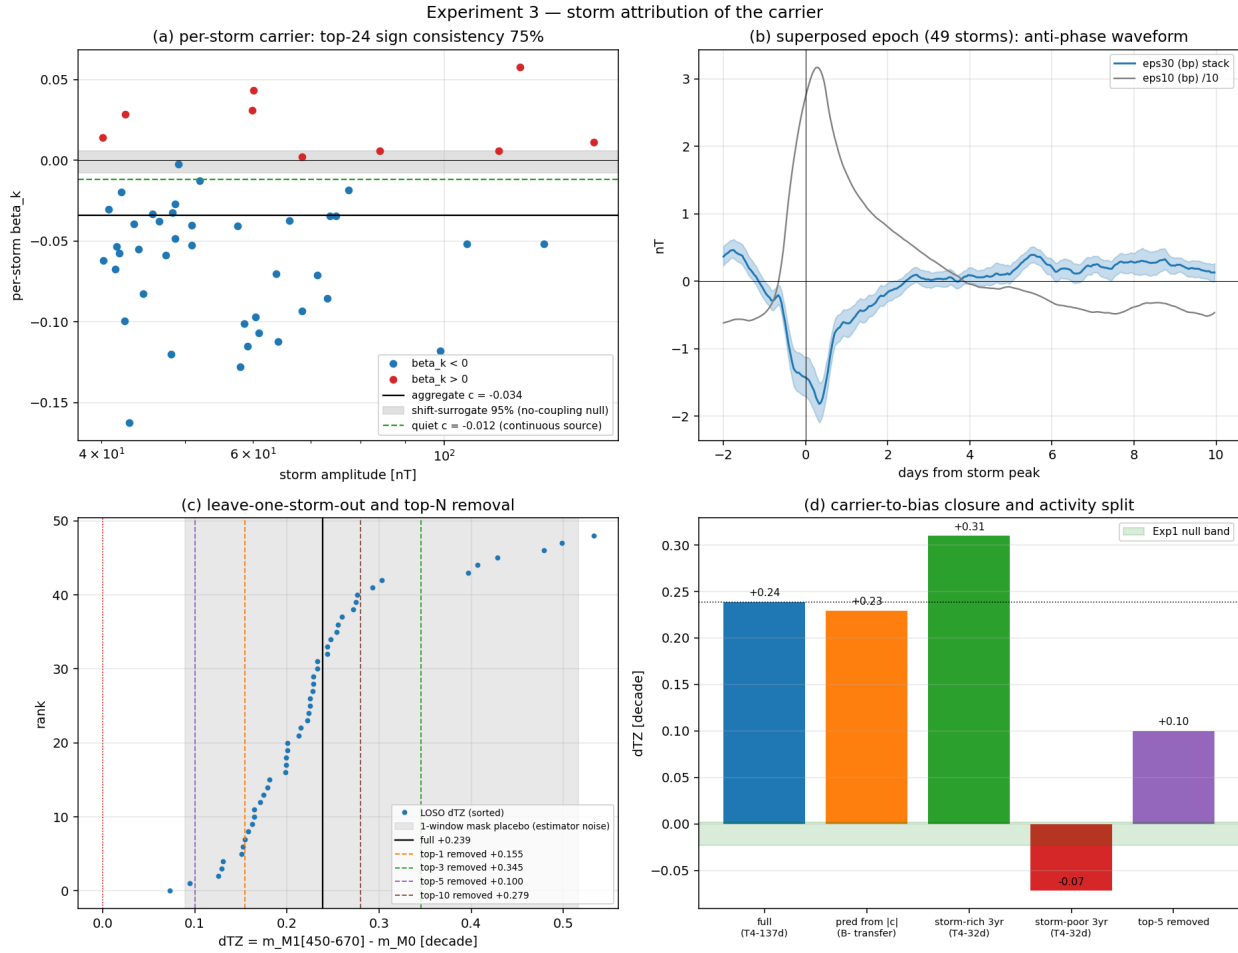 Experiment 3 — storm attribution of the carrier
(a) per-storm carrier: top-24 sign consistency 75%
0.05
0.00
−0.05
−0.10
−0.15
per-storm beta_k
beta_k < 0
beta_k > 0
aggregate c = -0.034
shift-surrogate 95% (no-coupling null)
quiet c = -0.012 (continuous source)
4 × 10¹
6 × 10¹
10²
storm amplitude [nT]
(b) superposed epoch (49 storms): anti-phase waveform
eps30 (bp) stack
eps10 (bp) /10
3
2
1
0
−1
−2
nT
−2
0
2
4
6
8
10
days from storm peak
(c) leave-one-storm-out and top-N removal
50
40
30
20
10
0
rank
LOSO dTZ (sorted)
1-window mask placebo (estimator noise)
full +0.239
top-1 removed +0.155
top-3 removed +0.345
top-5 removed +0.100
top-10 removed +0.279
0.0
0.1
0.2
0.3
0.4
0.5
dTZ = m_M1[450-670] - m_M0 [decade]
(d) carrier-to-bias closure and activity split
Exp1 null band
0.30
0.25
0.20
0.15
0.10
0.05
0.00
−0.05
dTZ [decade]
+0.24
+0.23
+0.31
-0.07
+0.10
full
(T4-137d)
pred from |c|
(B- transfer)
storm-rich 3yr
(T4-32d)
storm-poor 3yr
(T4-32d)
top-5 removed